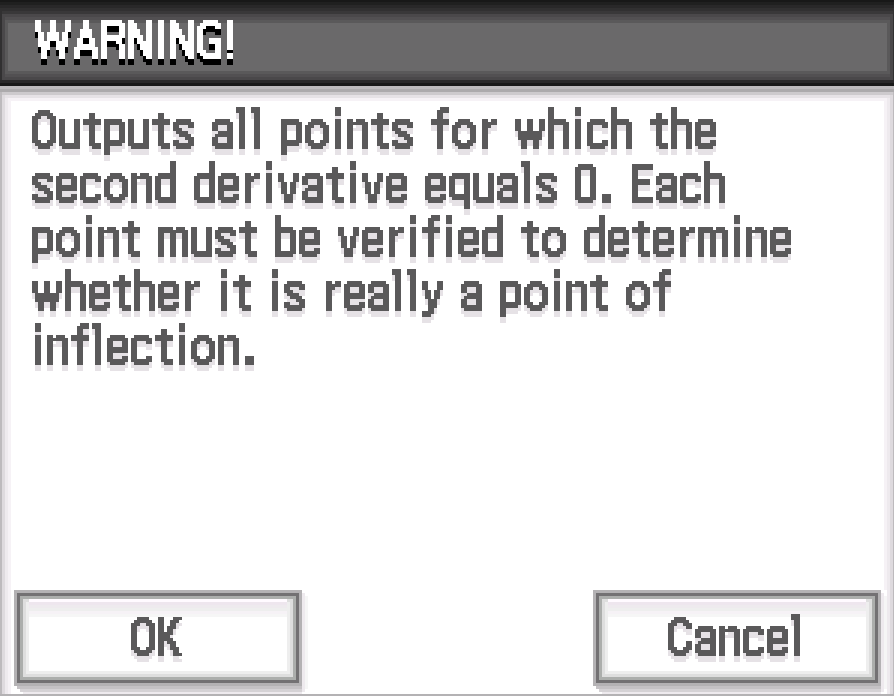 WARNING!
Outputs all points for which the
second derivative equals 0. Each
point must be verified to determine
whether it is really a point of
inflection.
OK
Cancel